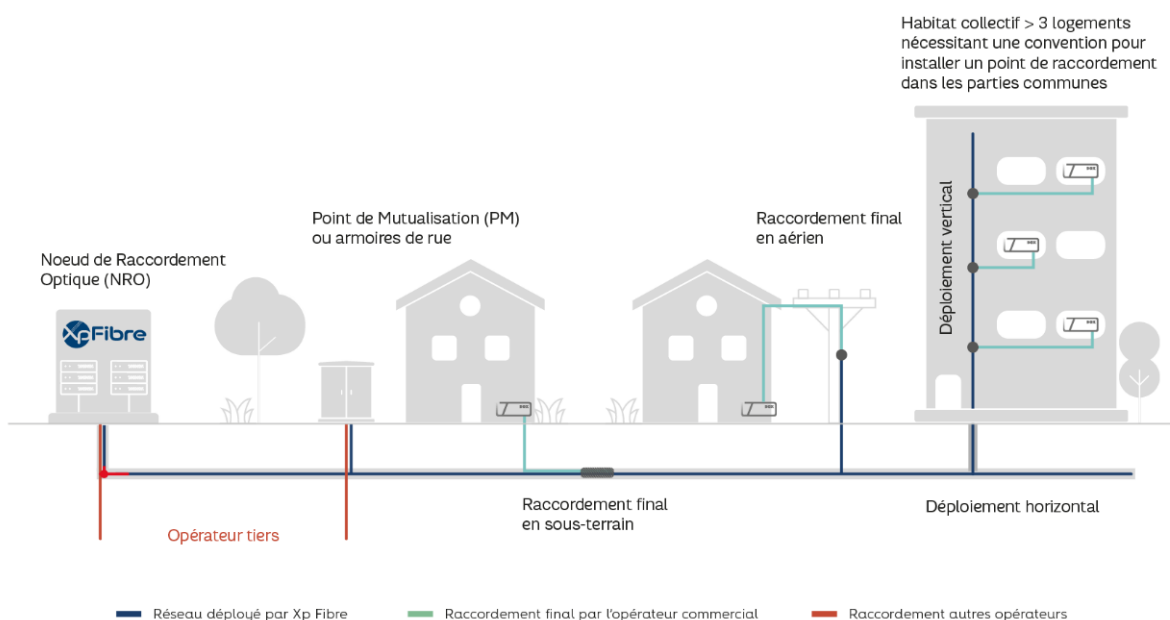 Habitat collectif > 3 logements
nécessitant une convention pour
installer un point de raccordement
dans les parties communes
Point de Mutualisation (PM)
ou armoires de rue
Raccordement final
en aérien
Noeud de Raccordement
Optique (NRO)
XpFibre
Déploiement vertical
Raccordement final
en sous-terrain
Déploiement horizontal
Opérateur tiers
Réseau déployé par Xp Fibre
Raccordement final par l'opérateur commercial
Raccordement autres opérateurs